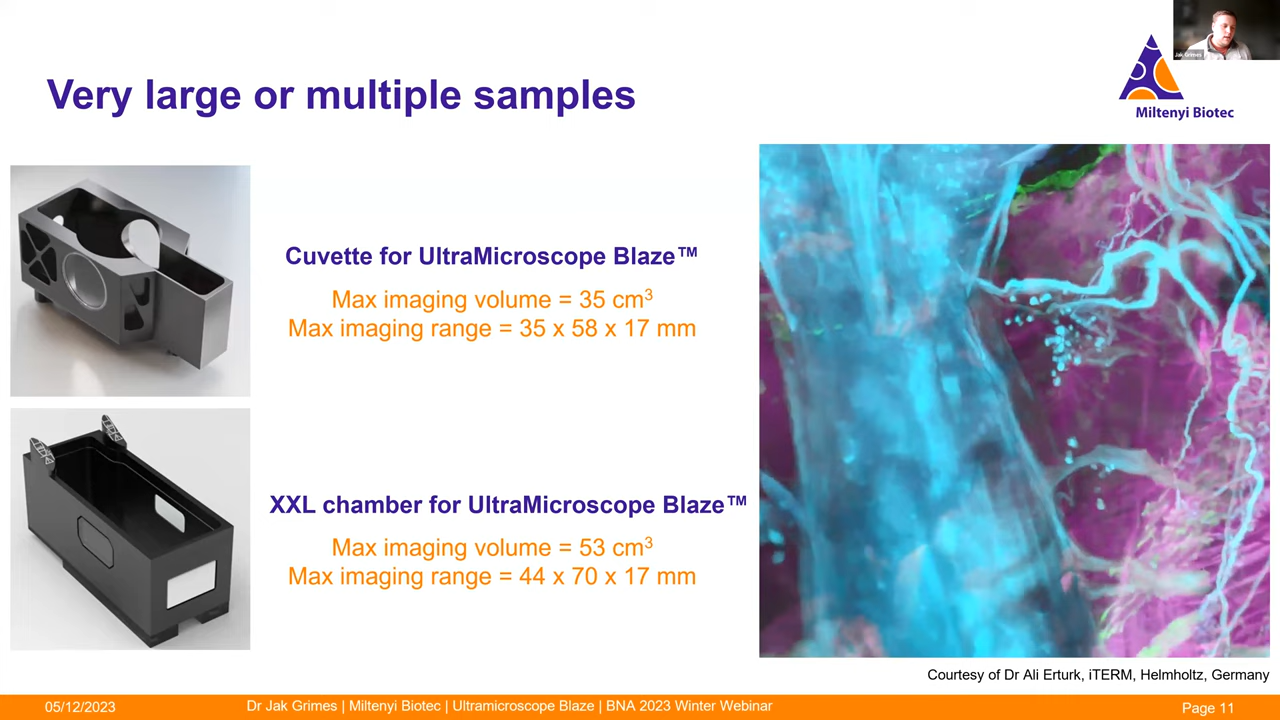 Very large or multiple samples
Jak Grimes
Miltenyi Biotec
Cuvette for UltraMicroscope Blaze™
Max imaging volume = 35 cm³
Max imaging range = 35 x 58 x 17 mm
XXL chamber for UltraMicroscope Blaze™
Max imaging volume = 53 cm³
Max imaging range = 44 x 70 x 17 mm
Courtesy of Dr Ali Erturk, iTERM, Helmholtz, Germany
05/12/2023
Dr Jak Grimes | Miltenyi Biotec | Ultramicroscope Blaze | BNA 2023 Winter Webinar
Page 11